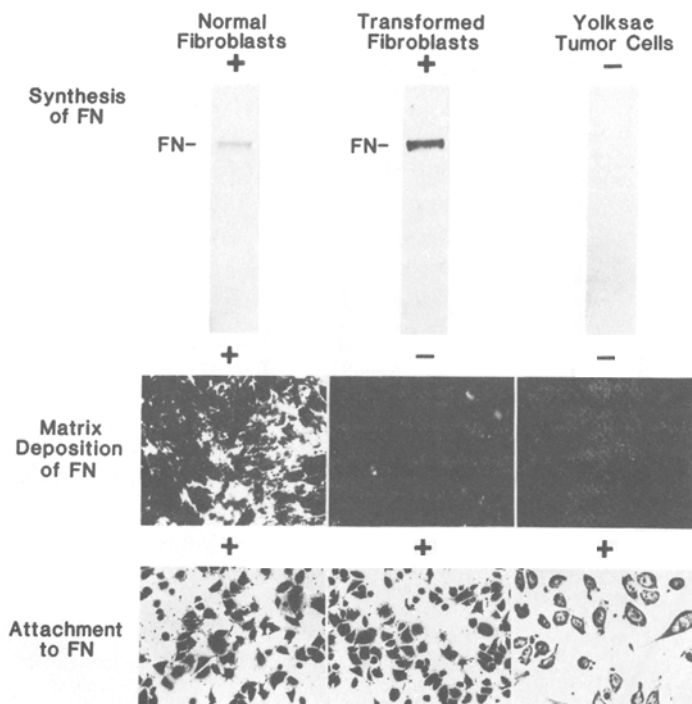 Normal Fibroblasts
Transformed Fibroblasts
Yolksac Tumor Cells
+ + −
Synthesis of FN
FN-
FN-
+ − −
Matrix Deposition of FN
+ + +
Attachment to FN